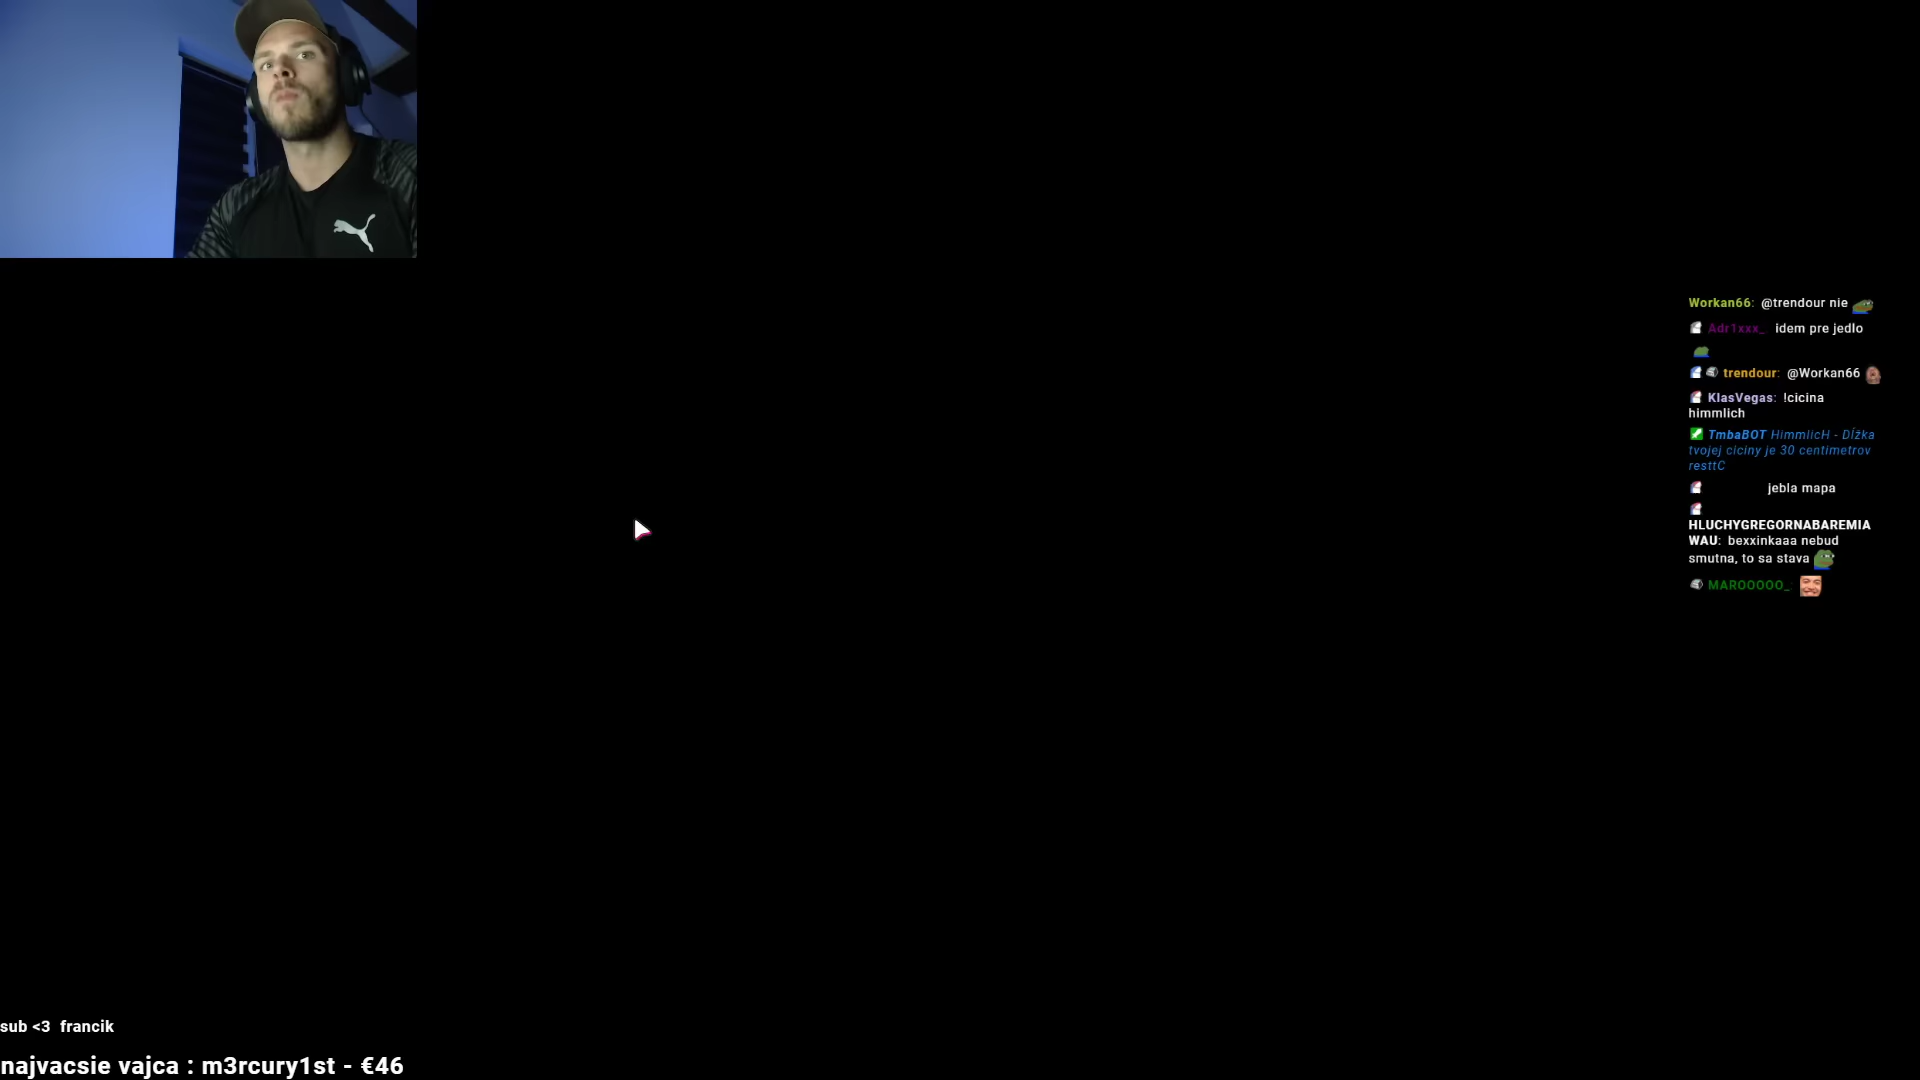 Workan66: @trendour nie
Adr1xxx_ idem pre jedlo
trendour: @Workan66
KlasVegas: !cicina
himmlich
TmbaBOT HimmlicH - Dĺžka
tvojej ciciny je 30 centimetrov
resttC
jebla mapa
HLUCHYGREGORNABAREMIA
WAU: bexxinkaaa nebud
smutna, to sa stava
MAROOOOO_
sub <3 francik
najvacsie vajca : m3rcury1st - €46